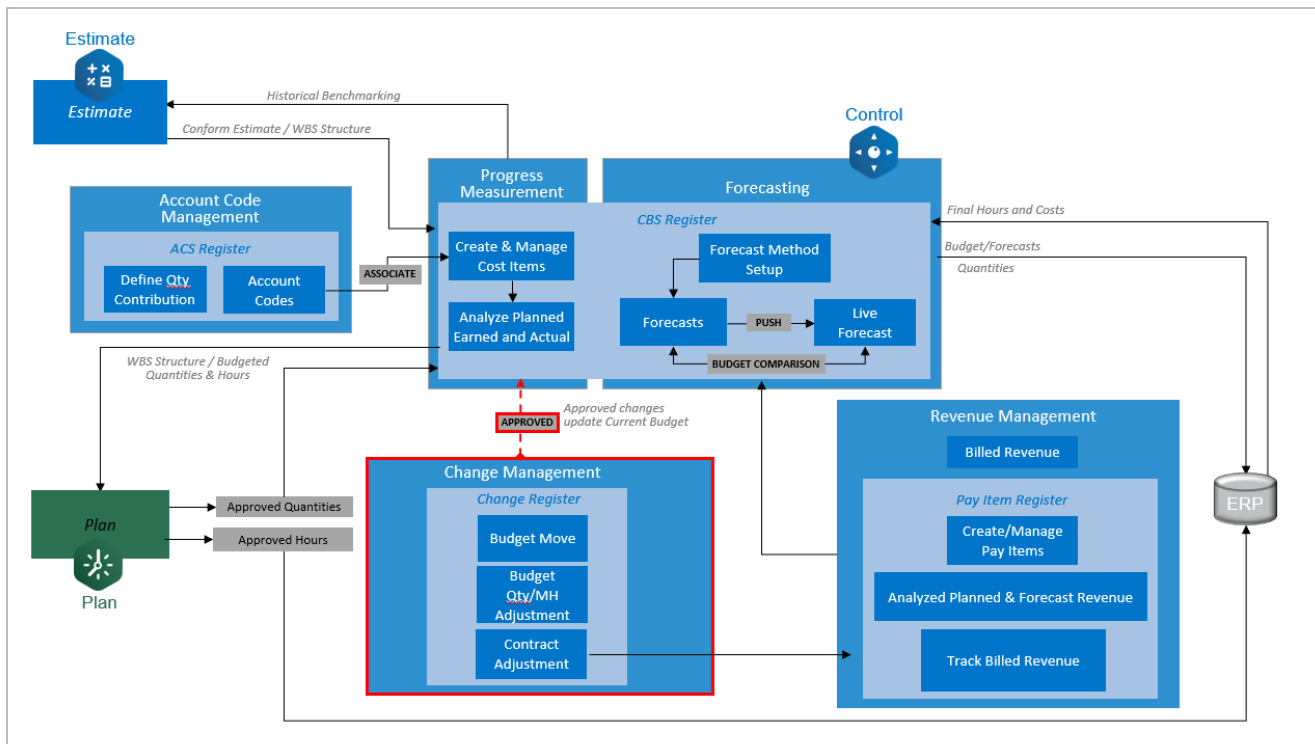 Estimate
Estimate
Historical Benchmarking
Conform Estimate / WBS Structure
Control
Account Code
Management
ACS Register
Define Qty
Contribution
Account
Codes
ASSOCIATE
Progress
Measurement
Forecasting
CBS Register
Create & Manage
Cost Items
Analyze Planned
Earned and Actual
Forecast Method
Setup
Forecasts
PUSH
Live
Forecast
BUDGET COMPARISON
Final Hours and Costs
Budget/Forecasts
Quantities
WBS Structure / Budgeted
Quantities & Hours
APPROVED
Approved changes
update Current Budget
Plan
Plan
Approved Quantities
Approved Hours
Change Management
Change Register
Budget Move
Budget
Qty/MH
Adjustment
Contract
Adjustment
Revenue Management
Billed Revenue
Pay Item Register
Create/Manage
Pay Items
Analyzed Planned & Forecast Revenue
Track Billed Revenue
ERP